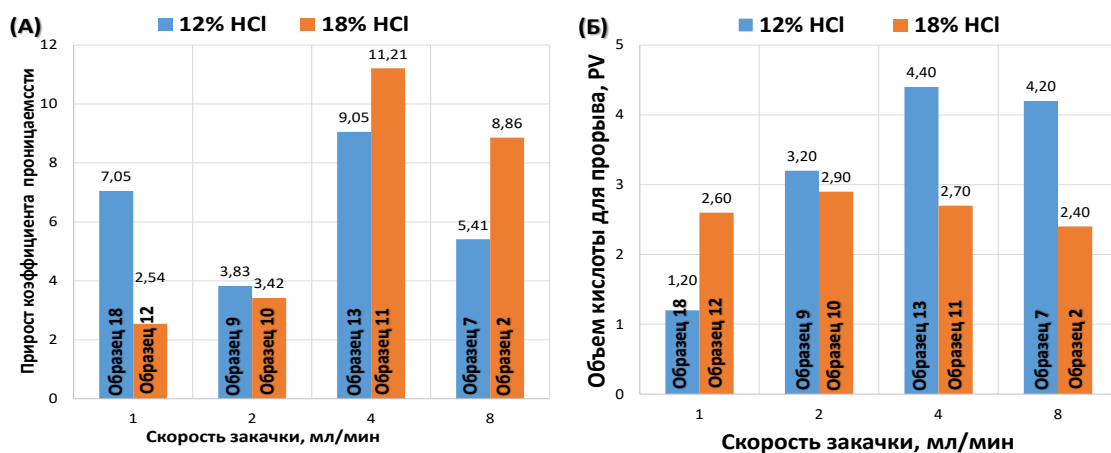 (А)
12% HCl
18% HCl
Прирост коэффициента проницаемссти
12
10
8
6
4
2
0
7,05
2,54
3,83
3,42
9,05
11,21
5,41
8,86
Образец 18
Образец 12
Образец 9
Образец 10
Образец 13
Образец 11
Образец 7
Образец 2
1
2
4
8
Скорость закачки, мл/мин
(Б)
12% HCl
18% HCl
Объем кислоты для прорыва, PV
5
4
3
2
1
0
1,20
2,60
3,20
2,90
4,40
2,70
4,20
2,40
Образец 18
Образец 12
Образец 9
Образец 10
Образец 13
Образец 11
Образец 7
Образец 2
1
2
4
8
Скорость закачки, мл/мин